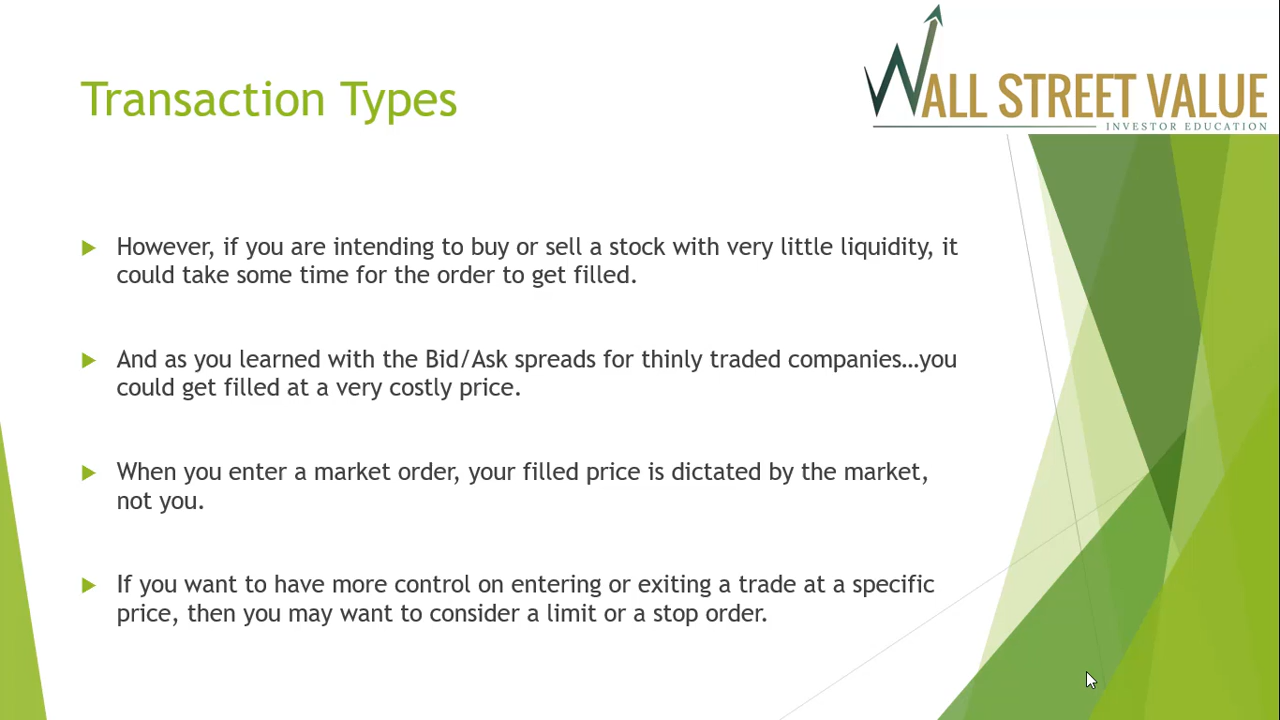 Transaction Types
WALL STREET VALUE
INVESTOR EDUCATION
However, if you are intending to buy or sell a stock with very little liquidity, it
could take some time for the order to get filled.
And as you learned with the Bid/Ask spreads for thinly traded companies…you
could get filled at a very costly price.
When you enter a market order, your filled price is dictated by the market,
not you.
If you want to have more control on entering or exiting a trade at a specific
price, then you may want to consider a limit or a stop order.